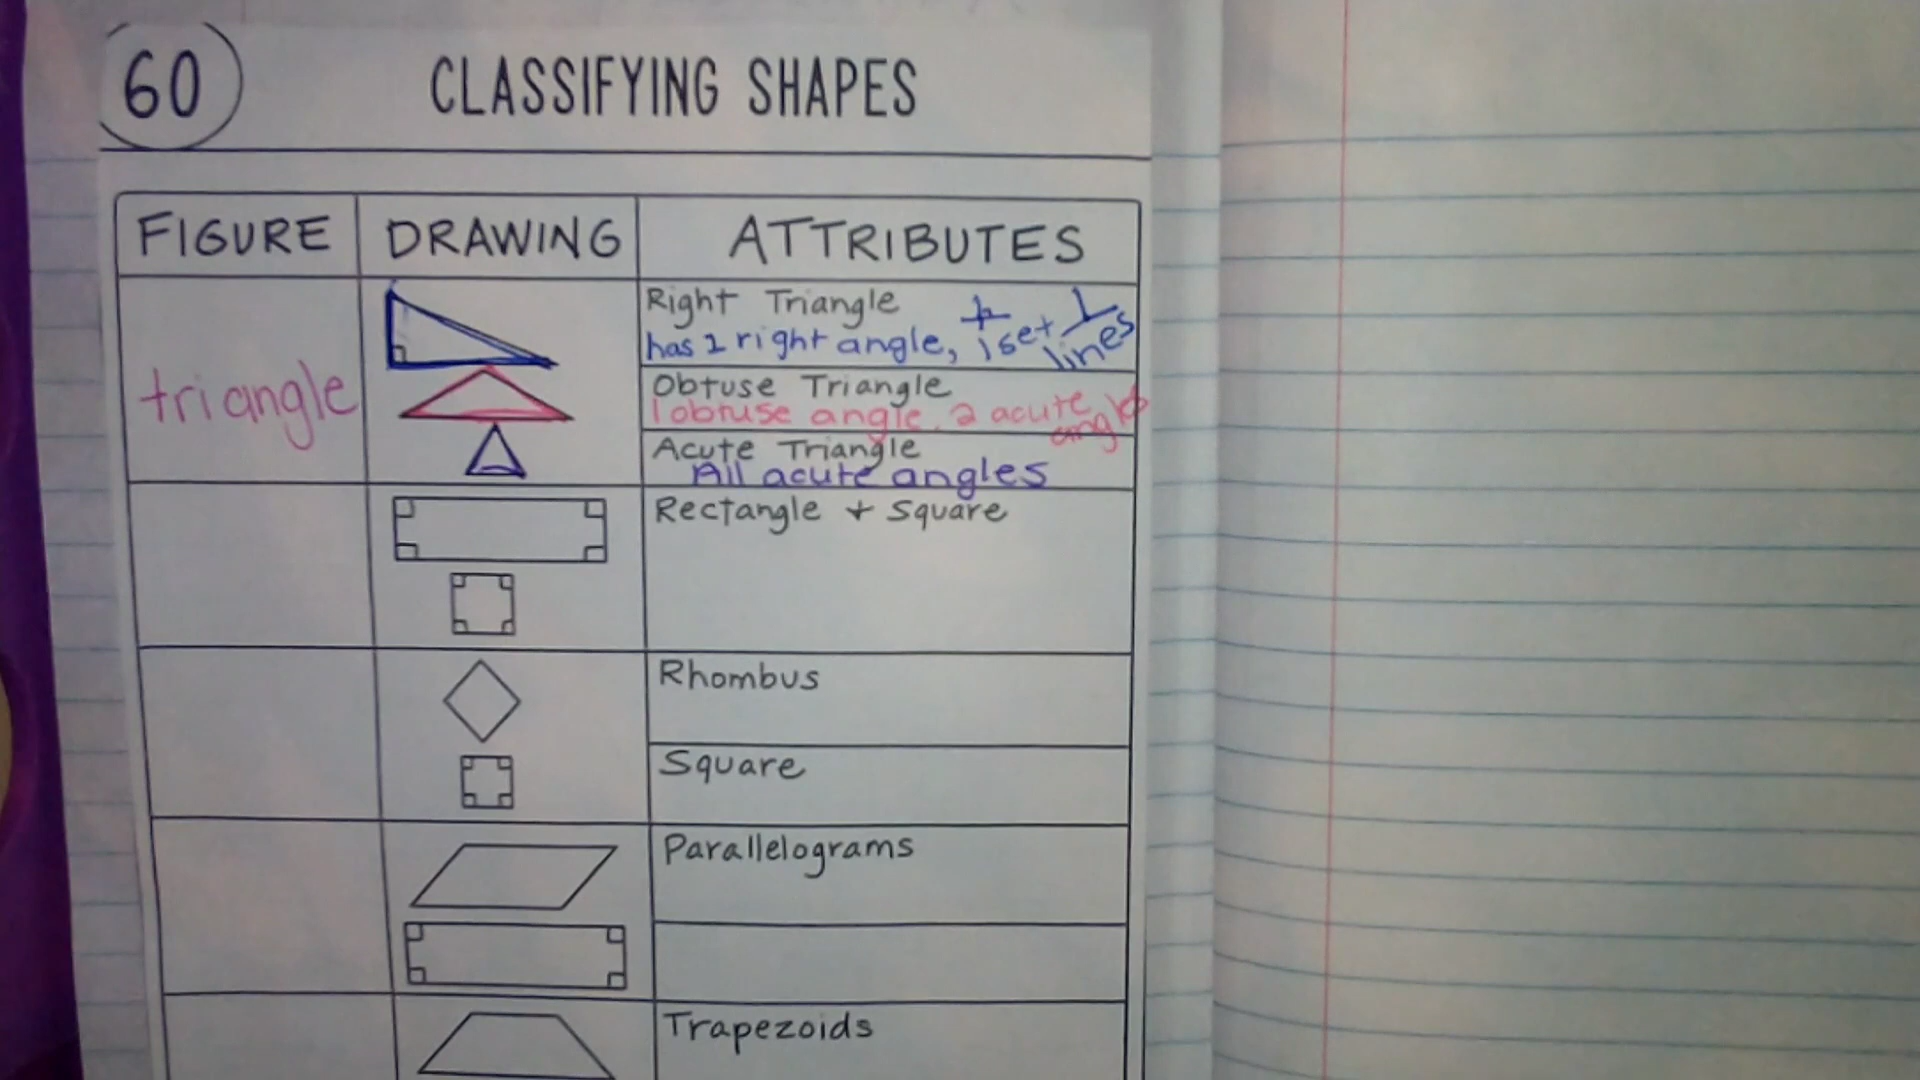 60
CLASSIFYING SHAPES
FIGURE DRAWING ATTRIBUTES
triangle
Right Triangle
has 1 right angle, 1 set ⊥
lines
Obtuse Triangle
1 obtuse angle, 2 acute
angles
Acute Triangle
All acute angles
Rectangle + Square
Rhombus
Square
Parallelograms
Trapezoids